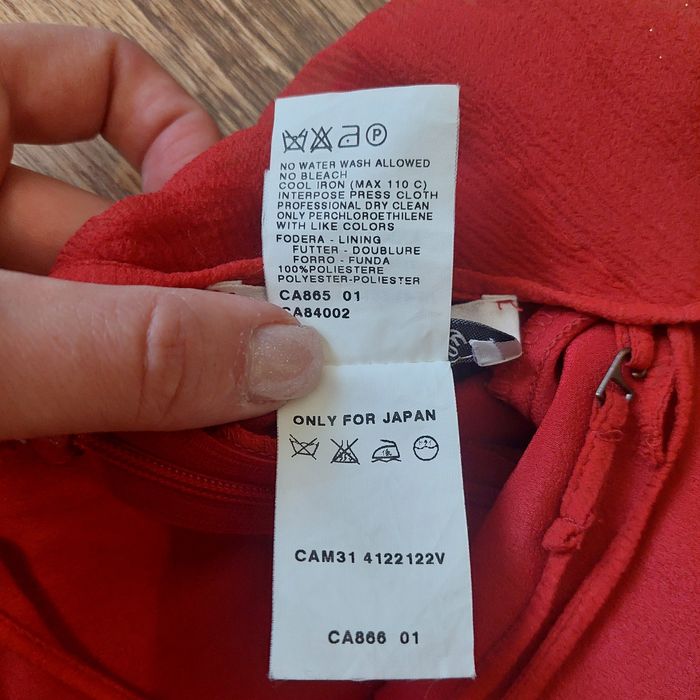 P
NO WATER WASH ALLOWED
NO BLEACH
COOL IRON (MAX 110 C)
INTERPOSE PRESS CLOTH
PROFESSIONAL DRY CLEAN
ONLY PERCHLOROETHILENE
WITH LIKE COLORS
FODERA - LINING
FUTTER - DOUBLURE
FORRO - FUNDA
100%POLIESTERE
POLYESTER-POLIESTER
CA865 01
CA84002
ONLY FOR JAPAN
CAM31 4122122V
CA866 01